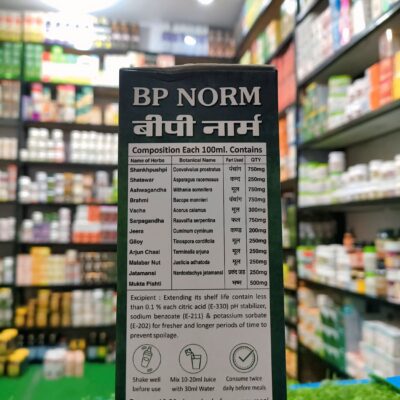 BP NORM
बीपी नार्म
Composition Each 100ml. Contains
Name of Herbs Botanical Name Part Used QTY
Shankhpushpi Convolvulus prostratus पंचांग 750mg
Shatawar Asparagus racemosus कन्द 250mg
Ashwagandha Withania somnifera मूल 750mg
Brahmi Bacopa monnieri पंचांग 750mg
Vacha Acorus calamus मूल 300mg
Sarpagandha Rauvolfia serpentina 750mg
Jeera Cuminum cyminum 200mg
Giloy Tinospora cordifolia मूल 250mg
Arjun Chaal Terminalia arjuna मूल 250mg
Malabar Nut Justicia adhatoda मूल 250mg
Jatamansi Nardostachys jatamansi 250mg
Mukta Pishti भष्म 500mg
Excipient : Extending its shelf life contain less
than 0.1 % each citric acid (E-330) pH stabilizer,
sodium benzoate (E-211) & potassium sorbate
(E-202) for fresher and longer periods of time to
prevent spoilage.
Shake well before use
Mix 10-20ml Juice with 30ml Water
Consume twice daily before meals